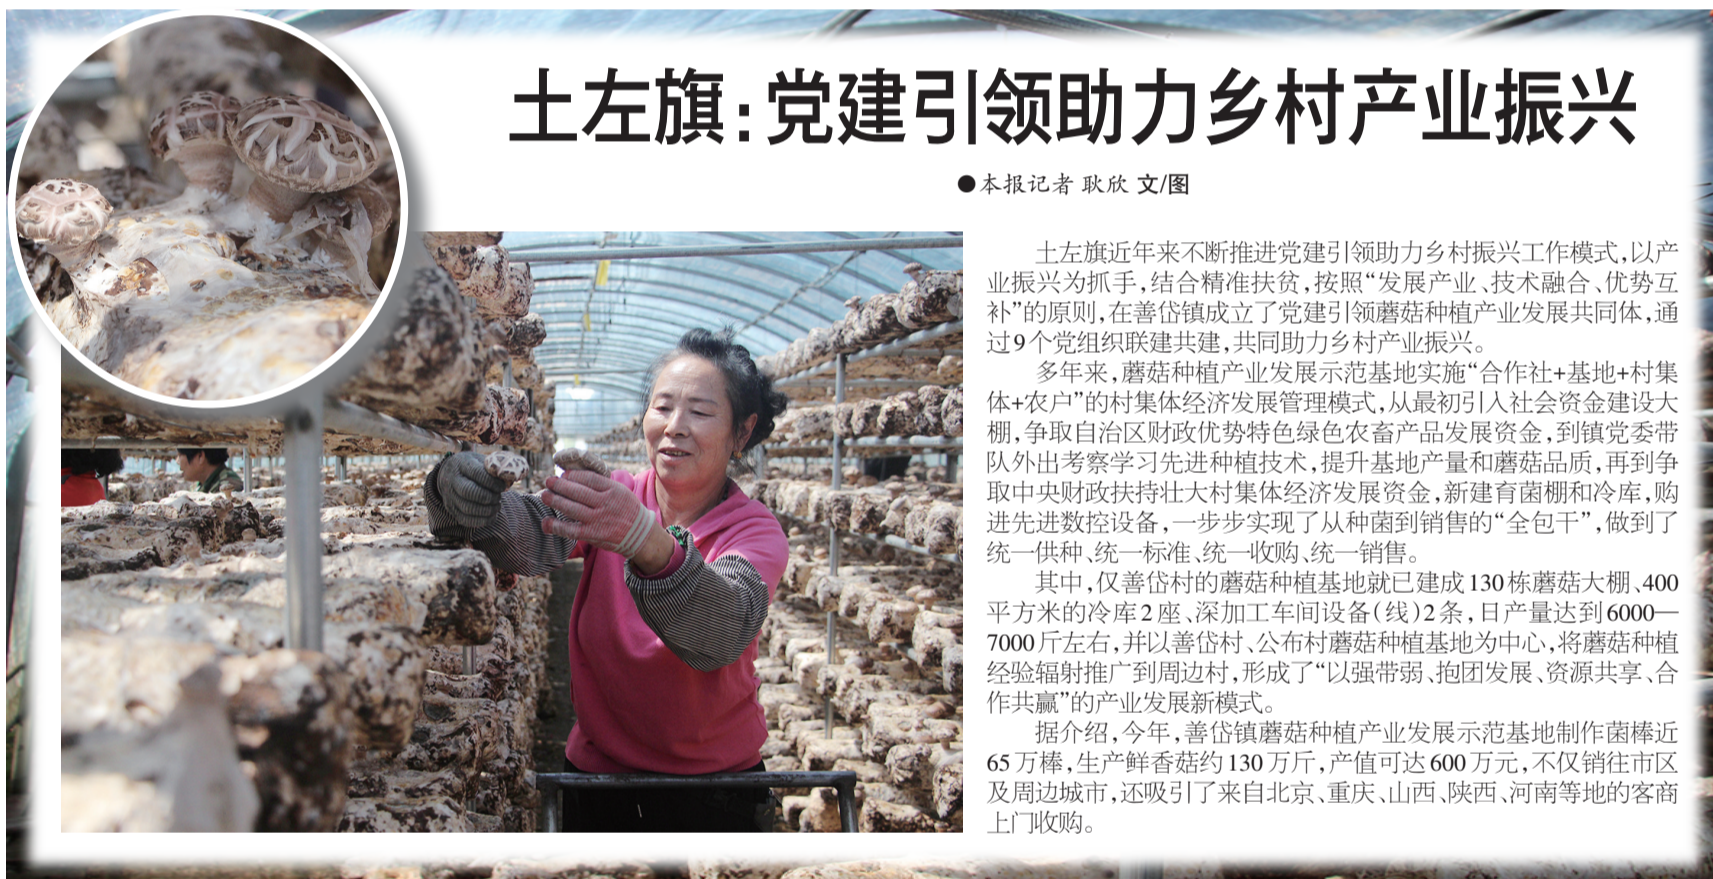 土左旗:党建引领助力乡村产业振兴
●本报记者 耿欣 文/图
土左旗近年来不断推进党建引领助力乡村振兴工作模式,以产
业振兴为抓手,结合精准扶贫,按照“发展产业、技术融合、优势互
补”的原则,在善岱镇成立了党建引领蘑菇种植产业发展共同体,通
过9个党组织联建共建,共同助力乡村产业振兴。
多年来,蘑菇种植产业发展示范基地实施“合作社+基地+村集
体+农户”的村集体经济发展管理模式,从最初引入社会资金建设大
棚,争取自治区财政优势特色绿色农畜产品发展资金,到镇党委带
队外出考察学习先进种植技术,提升基地产量和蘑菇品质,再到争
取中央财政扶持壮大村集体经济发展资金,新建育菌棚和冷库,购
进先进数控设备,一步步实现了从种菌到销售的“全包干”,做到了
统一供种、统一标准、统一收购、统一销售。
其中,仅善岱村的蘑菇种植基地就已建成130栋蘑菇大棚、400
平方米的冷库2座、深加工车间设备(线)2条,日产量达到6000—
7000斤左右,并以善岱村、公布村蘑菇种植基地为中心,将蘑菇种植
经验辐射推广到周边村,形成了“以强带弱、抱团发展、资源共享、合
作共赢”的产业发展新模式。
据介绍,今年,善岱镇蘑菇种植产业发展示范基地制作菌棒近
65万棒,生产鲜香菇约130万斤,产值可达600万元,不仅销往市区
及周边城市,还吸引了来自北京、重庆、山西、陕西、河南等地的客商
上门收购。